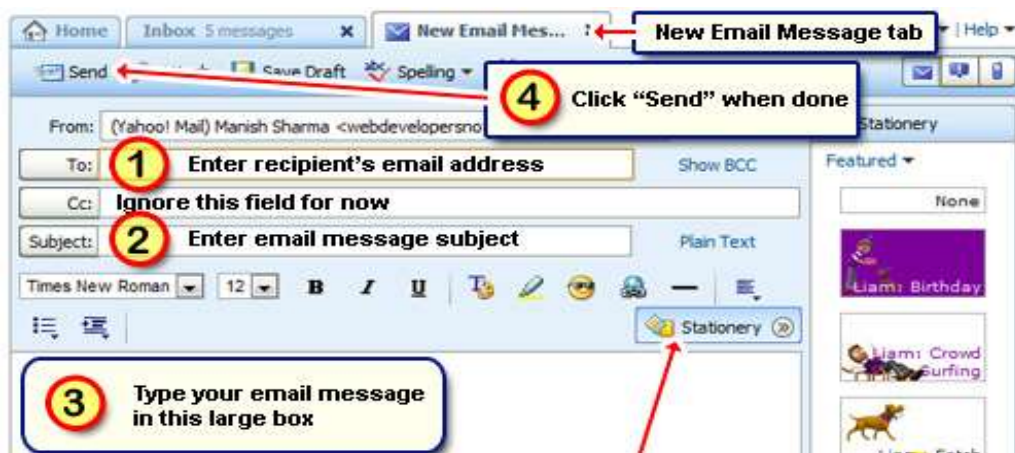 Home
Inbox 5 messages
New Email Mes...
New Email Message tab
Help
Send
Save Draft
Spelling
4 Click “Send” when done
From: (Yahoo! Mail) Manish Sharma <webdevelopersno
Stationery
To: 1 Enter recipient's email address
Show BCC
Featured
Cc: Ignore this field for now
None
Subject: 2 Enter email message subject
Plain Text
Liam: Birthday
Times New Roman 12 B I U
Stationery
Liam: Crowd
Surfing
3 Type your email message
in this large box